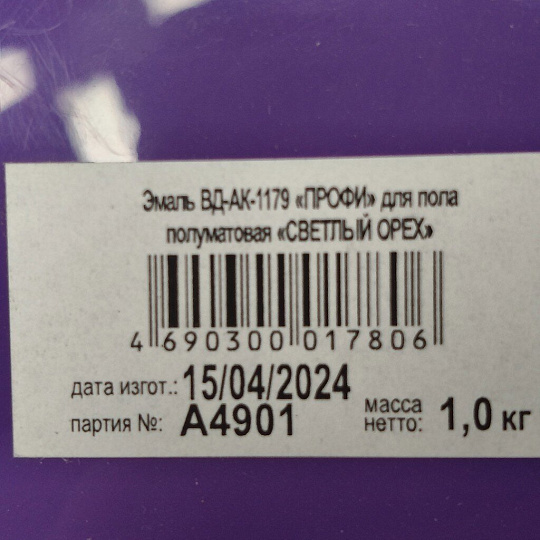 Эмаль ВД-АК-1179 «ПРОФИ» для пола
полуматовая «СВЕТЛЫЙ ОРЕХ»
4 690300 017806
дата изгот.: 15/04/2024
партия №: А4901
масса нетто: 1,0 кг